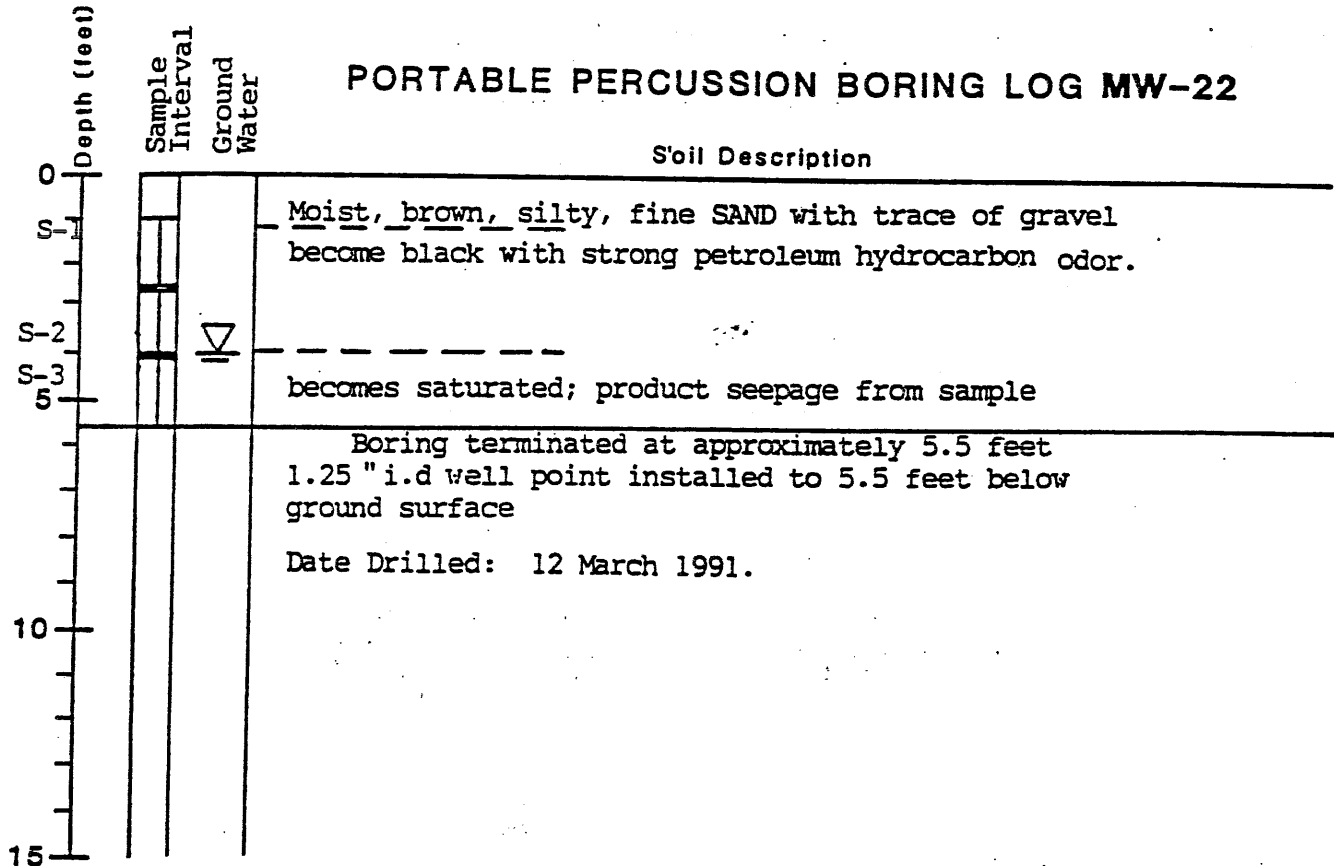 PORTABLE PERCUSSION BORING LOG MW-22
Depth (feet)
Sample
Interval
Ground
Water
Soil Description
0
S-1
Moist, brown, silty, fine SAND with trace of gravel
become black with strong petroleum hydrocarbon odor.
S-2
S-3
5
becomes saturated; product seepage from sample
Boring terminated at approximately 5.5 feet
1.25 "i.d well point installed to 5.5 feet below
ground surface
Date Drilled: 12 March 1991.
10
15